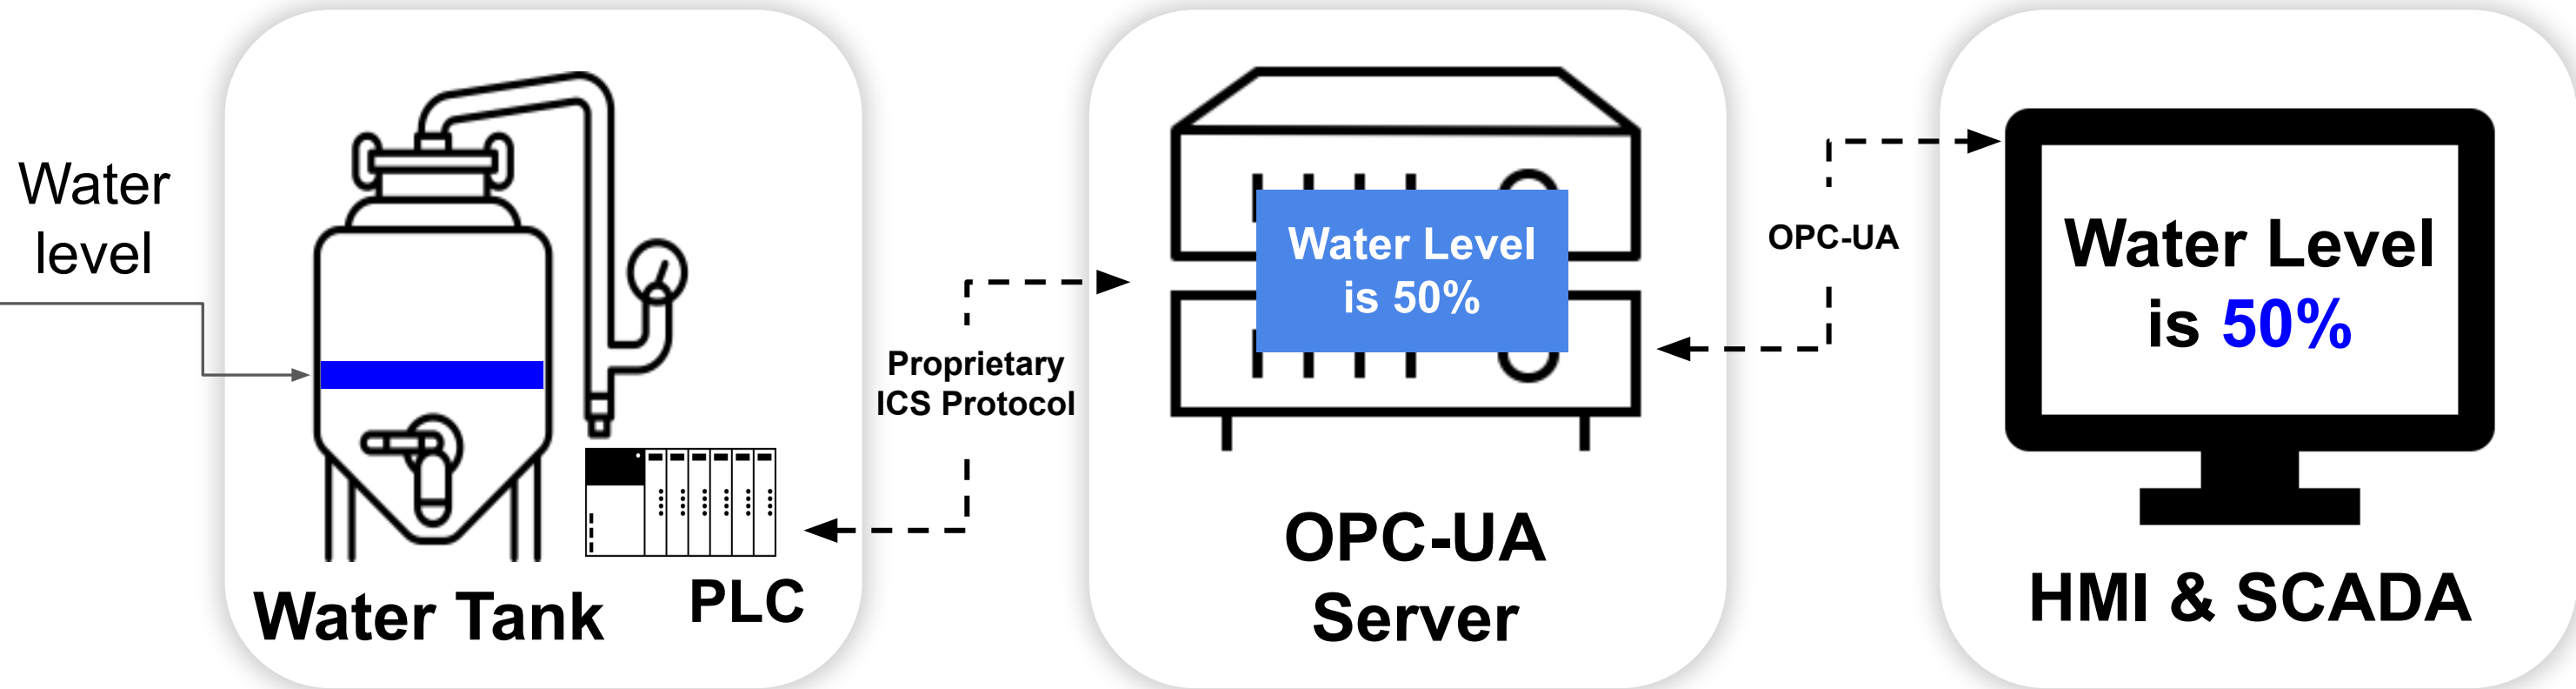 Water
level
Water Tank
PLC
Proprietary
ICS Protocol
Water Level
is 50%
OPC-UA
Server
OPC-UA
Water Level
is 50%
HMI & SCADA